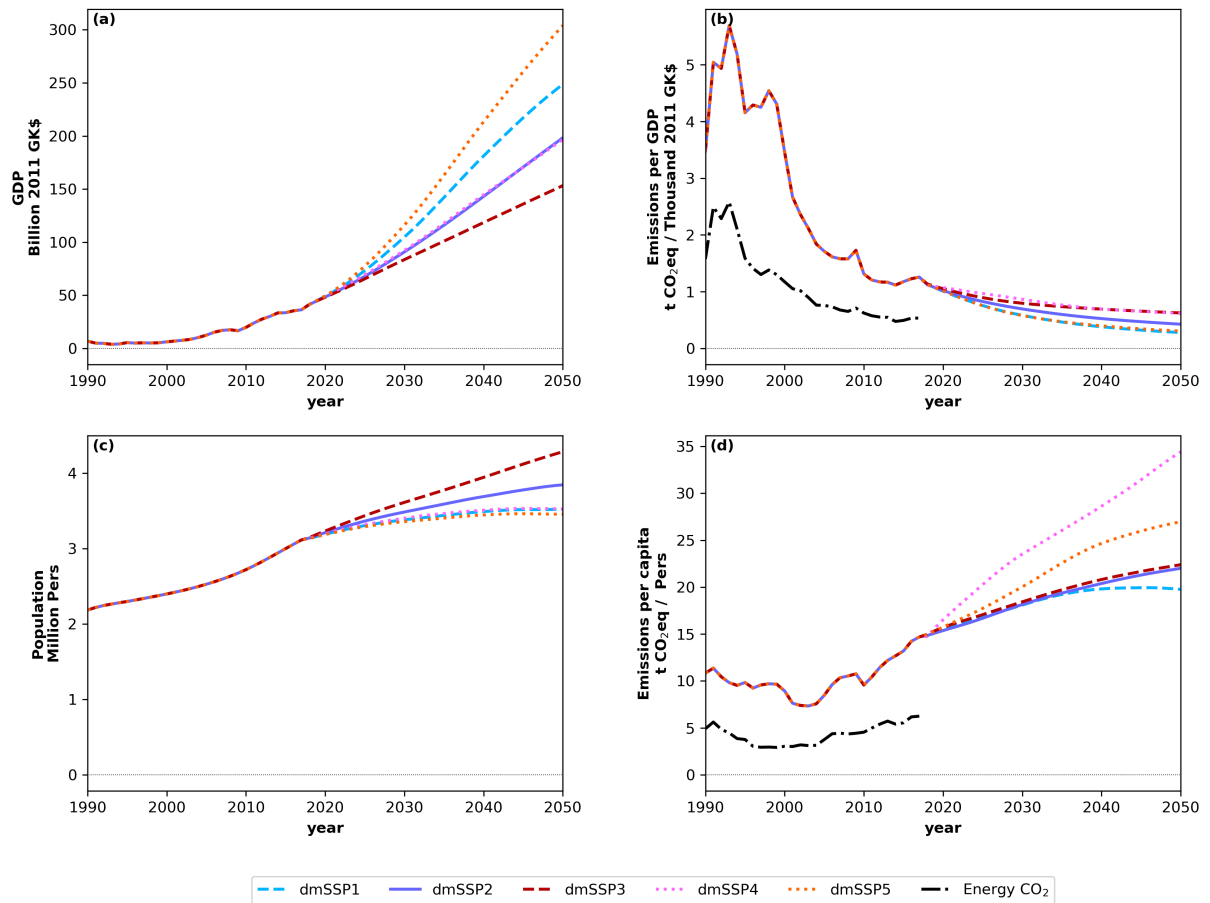 (a)
GDP
Billion 2011 GK$
300
250
200
150
100
50
0
1990 2000 2010 2020 2030 2040 2050
year
(b)
Emissions per GDP
t CO₂eq / Thousand 2011 GK$
5
4
3
2
1
0
1990 2000 2010 2020 2030 2040 2050
year
(c)
Population
Million Pers
4
3
2
1
0
1990 2000 2010 2020 2030 2040 2050
year
(d)
Emissions per capita
t CO₂eq / Pers
35
30
25
20
15
10
5
0
1990 2000 2010 2020 2030 2040 2050
year
dmSSP1 dmSSP2 dmSSP3 dmSSP4 dmSSP5 Energy CO₂